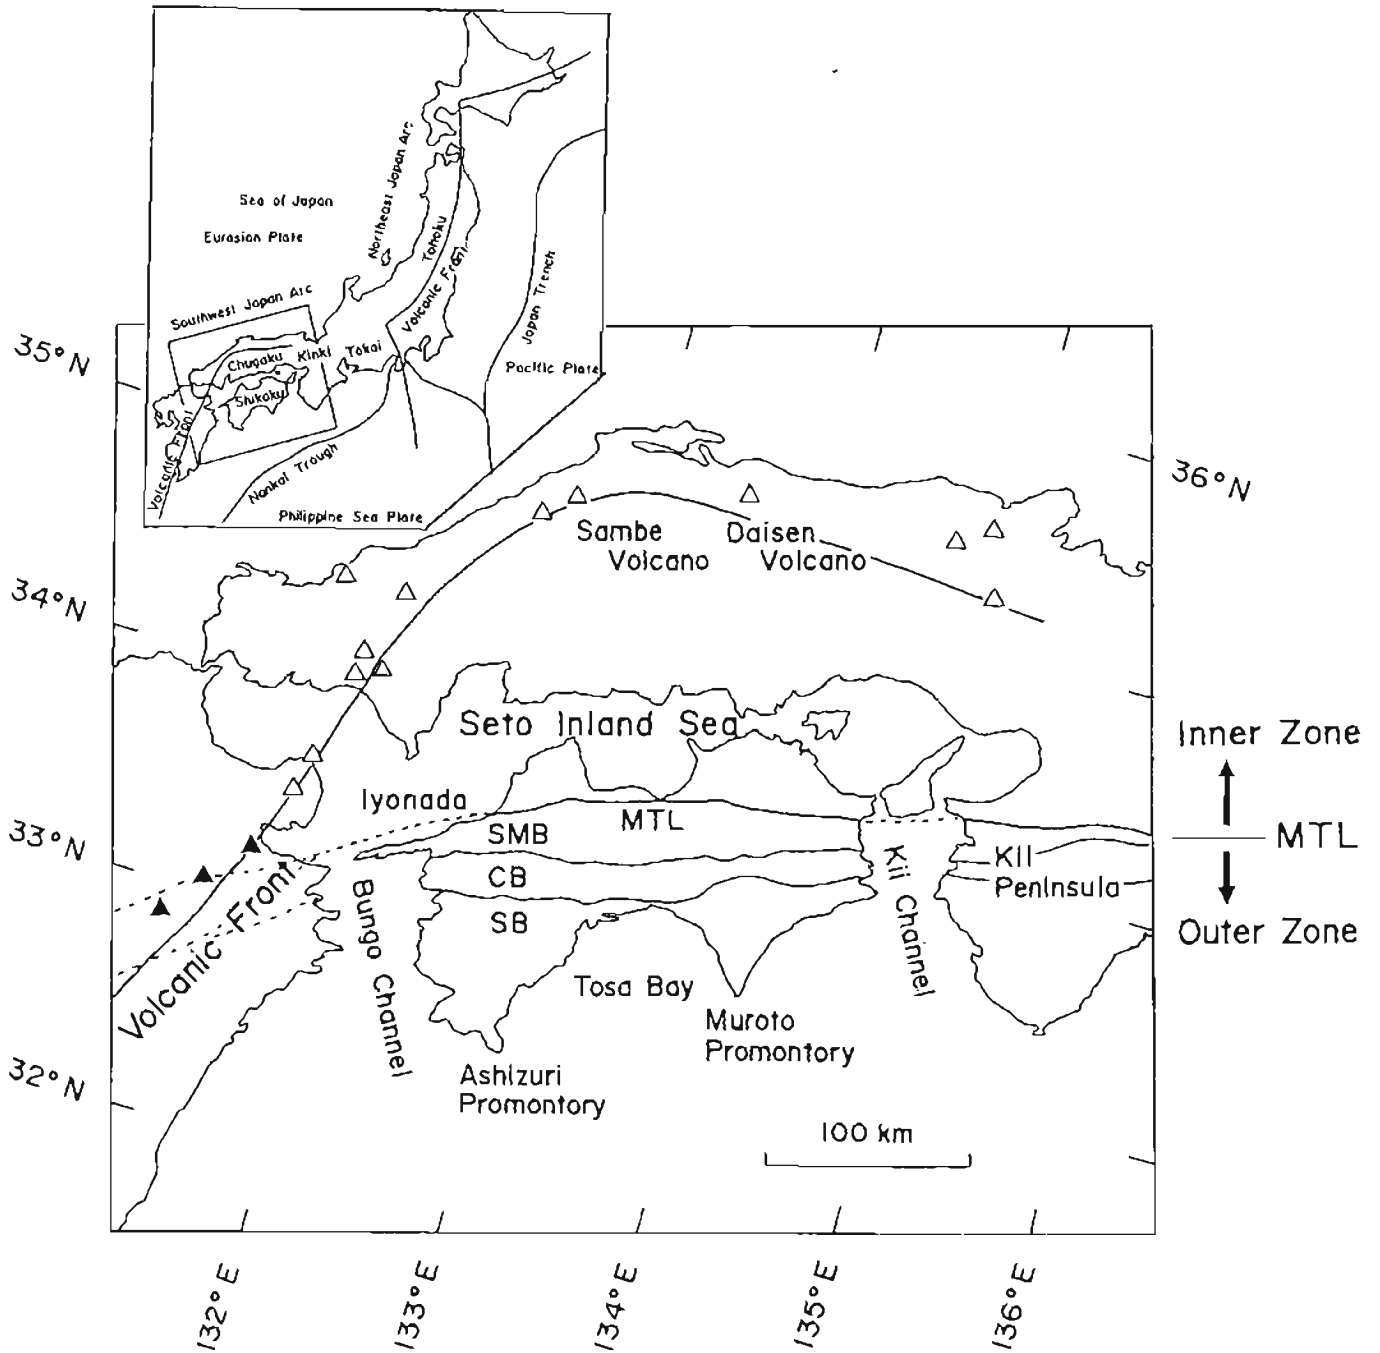 Sea of Japan
Eurasian Plate
Northeast Japan Arc
Tohoku
Volcanic Front
Japan Trench
Pacific Plate
Southwest Japan Arc
Chugoku
Kinki
Tokai
Shikoku
Volcanic Front
Nankai Trough
Philippine Sea Plate
35°N
34°N
33°N
32°N
36°N
Sambe
Volcano
Daisen
Volcano
Seto Inland Sea
Iyonada
MTL
SMB
CB
SB
Kii
Peninsula
Kii Channel
Bungo Channel
Volcanic Front
Tosa Bay
Muroto
Promontory
Ashizuri
Promontory
100 km
Inner Zone
MTL
Outer Zone
132°E
133°E
134°E
135°E
136°E